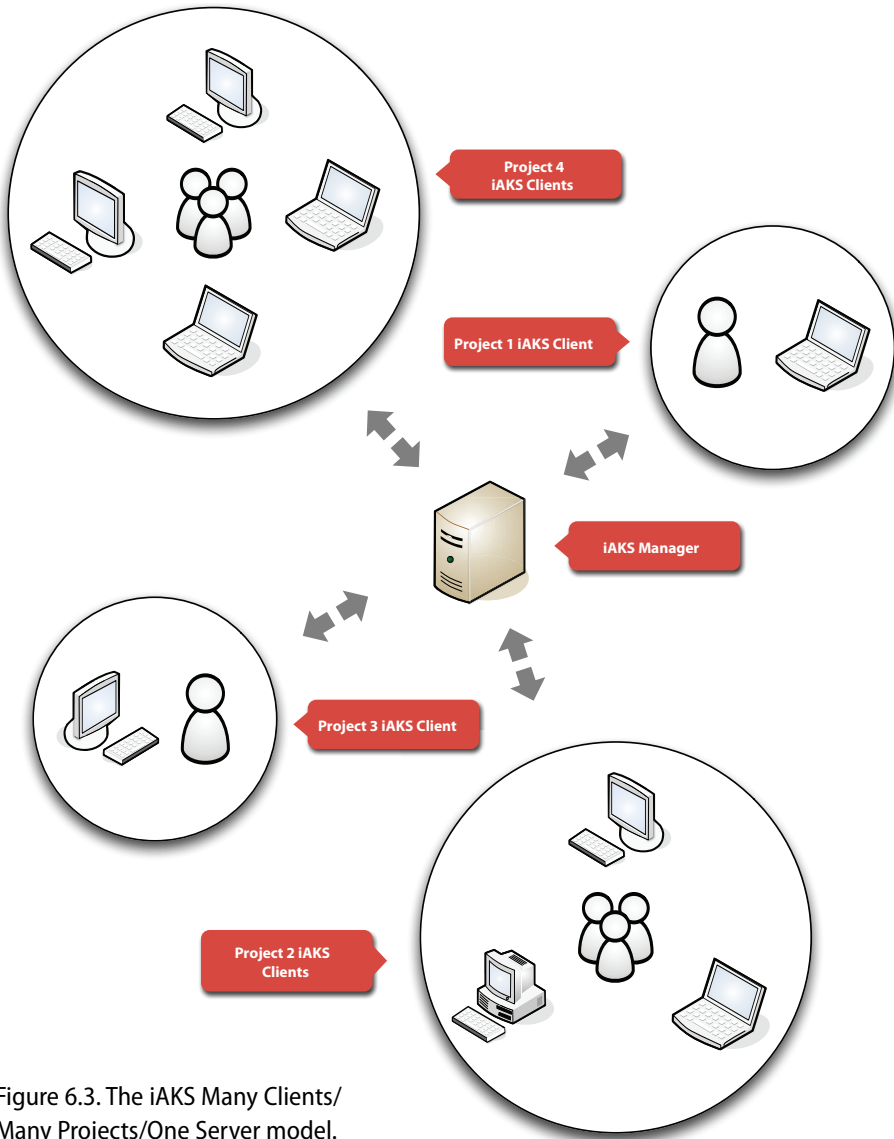 Project 4
iAKS Clients
Project 1 iAKS Client
iAKS Manager
Project 3 iAKS Client
Project 2 iAKS
Clients
Figure 6.3. The iAKS Many Clients/
Many Projects/One Server model.